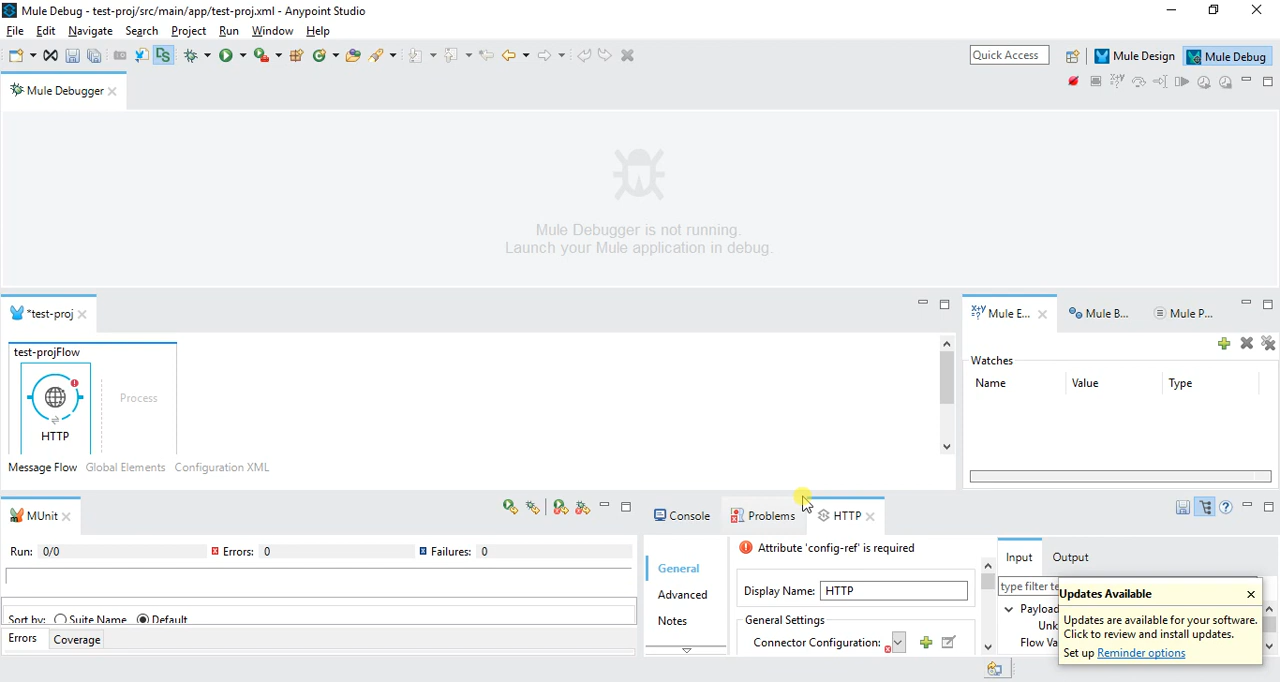 Mule Debug - test-proj/src/main/app/test-proj.xml - Anypoint Studio
File Edit Navigate Search Project Run Window Help
Quick Access Mule Design Mule Debug
Mule Debugger
Mule Debugger is not running.
Launch your Mule application in debug.
*test-proj
Mule E... Mule B... Mule P...
test-projFlow
Watches
Name Value Type
Process
HTTP
Message Flow Global Elements Configuration XML
MUnit
Console Problems HTTP
Run: 0/0 Errors: 0 Failures: 0
Attribute 'config-ref' is required
Input Output
General
Display Name: HTTP
type filter te
Advanced
Updates Available
Payload
Updates are available for your software.
Click to review and install updates.
Set up Reminder options
Sort by: Suite Name Default
Notes
General Settings
Unk
Errors Coverage
Connector Configuration:
Flow Va